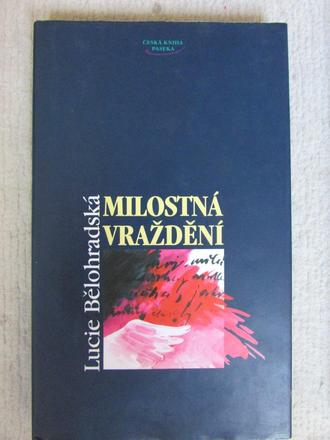 ČESKÁ KNIHA
PASEKA
Lucie Bělohradská
MILOSTNÁ
VRAŽDĚNÍ